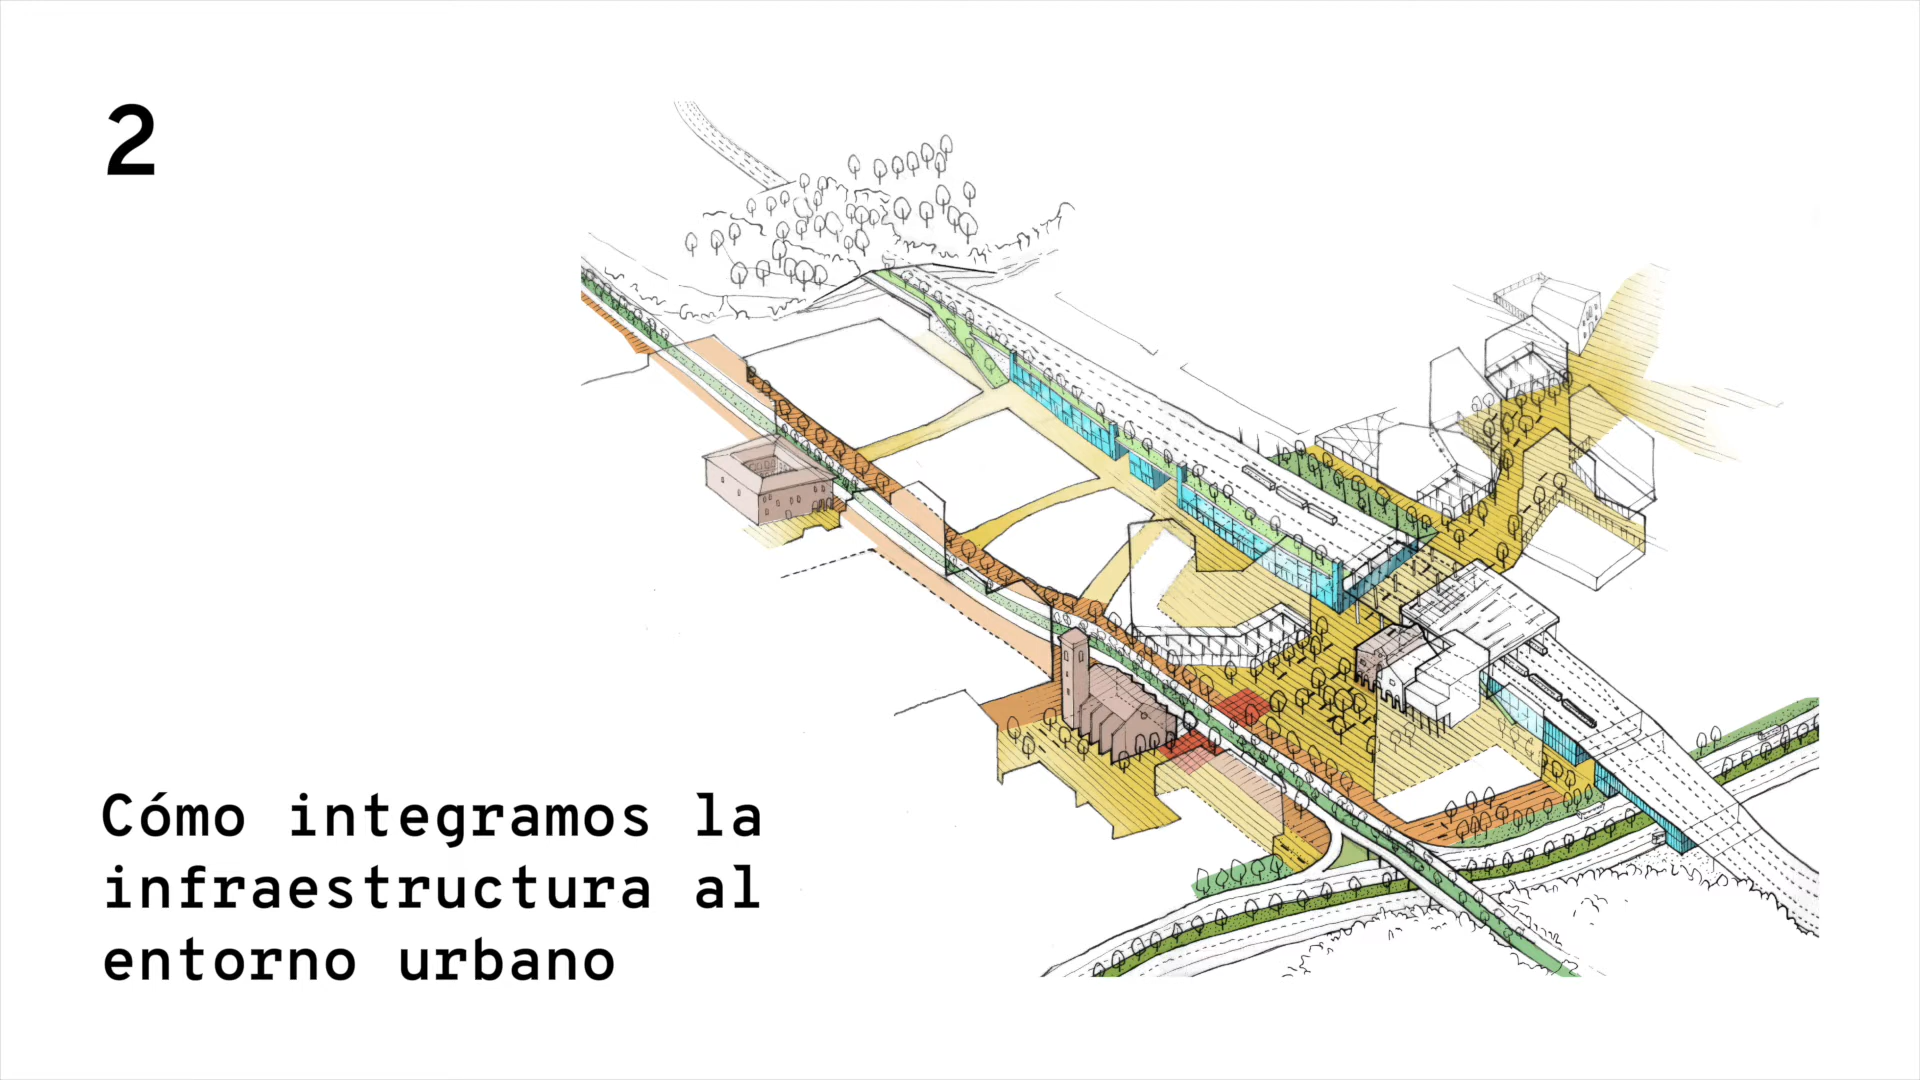 2
Cómo integramos la
infraestructura al
entorno urbano